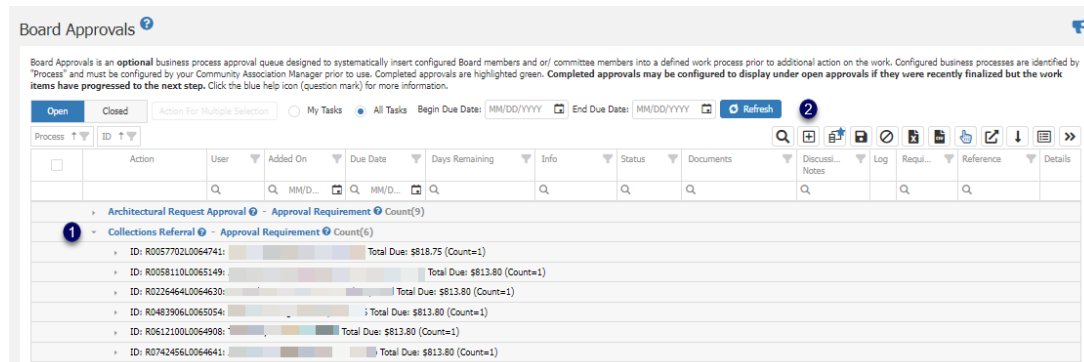 Board Approvals ?
Board Approvals is an optional business process approval queue designed to systematically insert configured Board members and or/ committee members into a defined work process prior to additional action on the work. Configured business processes are identified by
"Process" and must be configured by your Community Association Manager prior to use. Completed approvals are highlighted green. Completed approvals may be configured to display under open approvals if they were recently finalized but the work
items have progressed to the next step. Click the blue help icon (question mark) for more information.
Open Closed Action For Multiple Selection My Tasks All Tasks Begin Due Date: MM/DD/YYYY End Due Date: MM/DD/YYYY Refresh 2
Process ID
Action User Added On Due Date Days Remaining Info Status Documents Discussi... Notes Log Requi... Reference Details
MM/D... MM/D...
Architectural Request Approval ? - Approval Requirement ? Count(9)
1 Collections Referral ? - Approval Requirement ? Count(6)
ID: R0057702L0064741: Total Due: $818.75 (Count=1)
ID: R0058110L0065149: Total Due: $813.80 (Count=1)
ID: R0226464L0064630: Total Due: $813.80 (Count=1)
ID: R0483906L0065054: Total Due: $813.80 (Count=1)
ID: R0612100L0064908: Total Due: $813.80 (Count=1)
ID: R0742456L0064641: Total Due: $813.80 (Count=1)